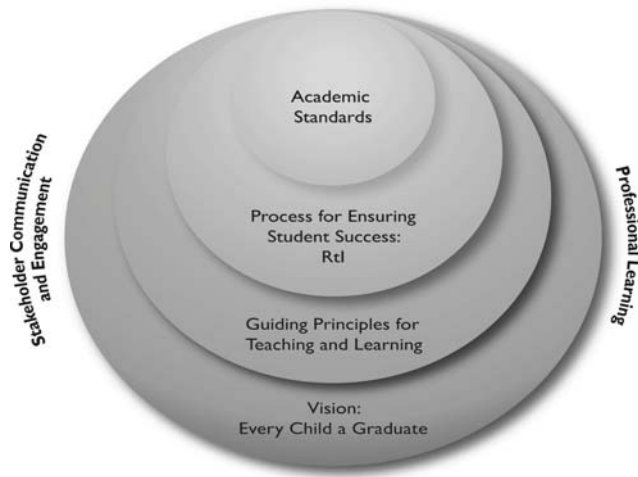 Academic
Standards
Process for Ensuring
Student Success:
RtI
Guiding Principles for
Teaching and Learning
Vision:
Every Child a Graduate
Stakeholder Communication
and Engagement
Professional Learning